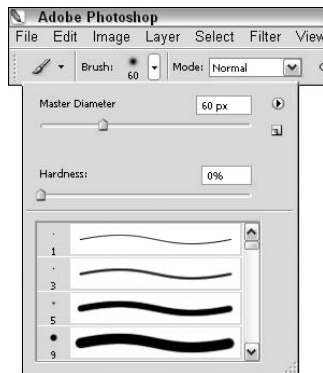 Adobe Photoshop
File Edit Image Layer Select Filter View
Brush: 60 Mode: Normal
Master Diameter 60 px
Hardness: 0%
1
3
5
9